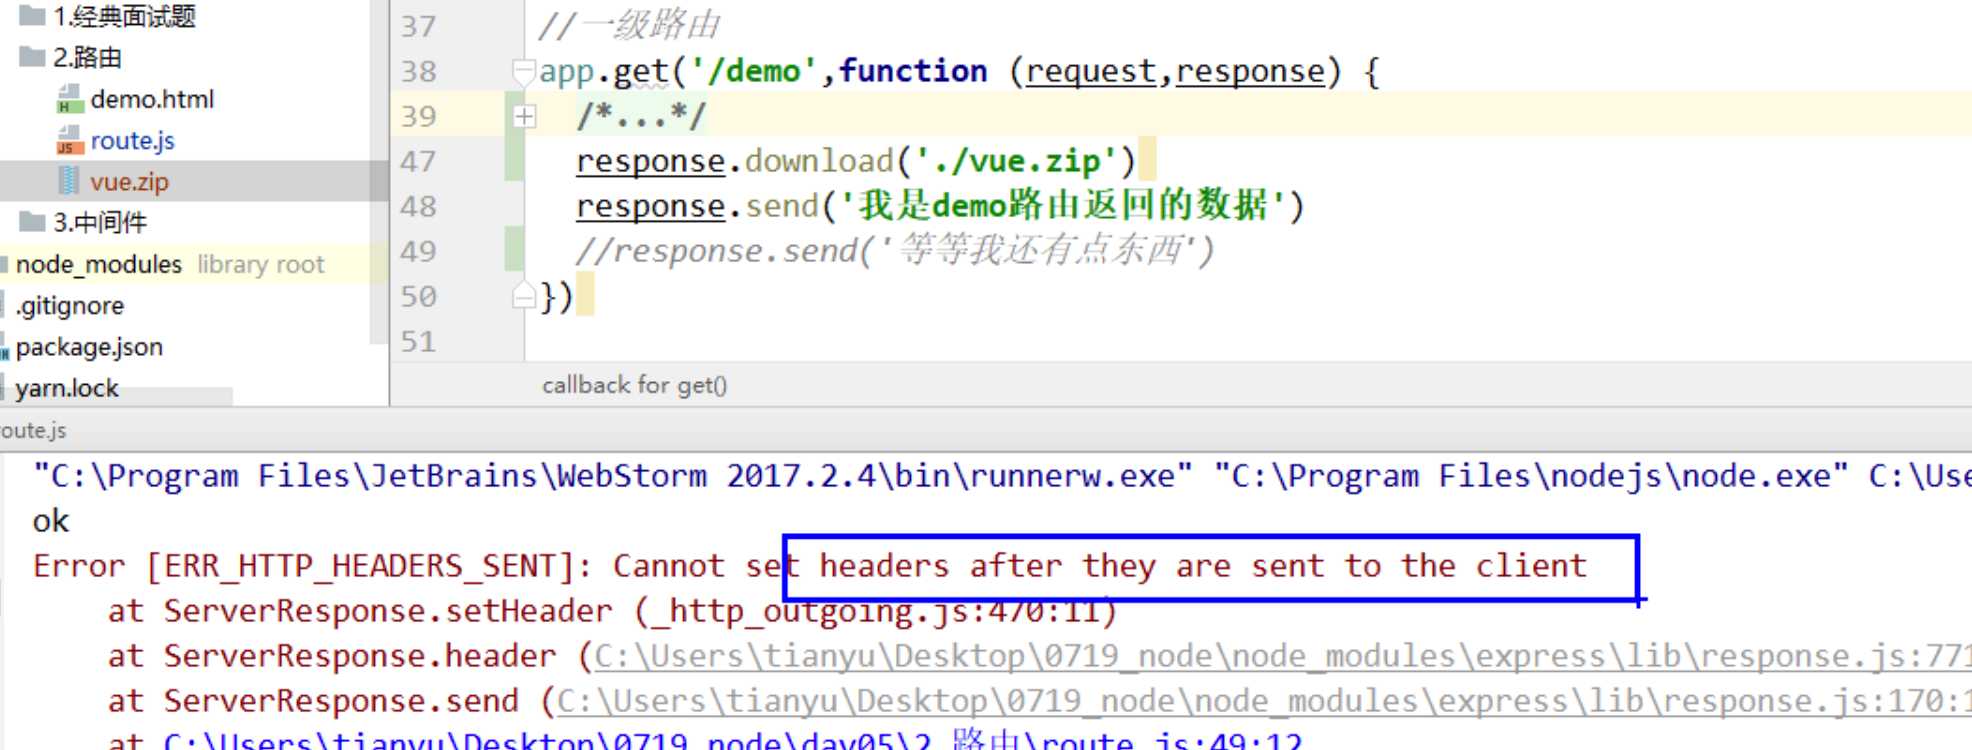 1.经典面试题
2.路由
demo.html
route.js
vue.zip
3.中间件
node_modules library root
.gitignore
package.json
yarn.lock
37 //一级路由
38 app.get('/demo',function (request,response) {
39 /*...*/
47 response.download('./vue.zip')
48 response.send('我是demo路由返回的数据')
49 //response.send('等等我还有点东西')
50 })
51
callback for get()
oute.js
"C:\Program Files\JetBrains\WebStorm 2017.2.4\bin\runnerw.exe" "C:\Program Files\nodejs\node.exe" C:\Use
ok
Error [ERR_HTTP_HEADERS_SENT]: Cannot set headers after they are sent to the client
at ServerResponse.setHeader (_http_outgoing.js:470:11)
at ServerResponse.header (C:\Users\tianyu\Desktop\0719_node\node_modules\express\lib\response.js:771
at ServerResponse.send (C:\Users\tianyu\Desktop\0719_node\node_modules\express\lib\response.js:170:1
at C:\Users\tianyu\Desktop\0719_node\day05\2.路由\route.js:49:12